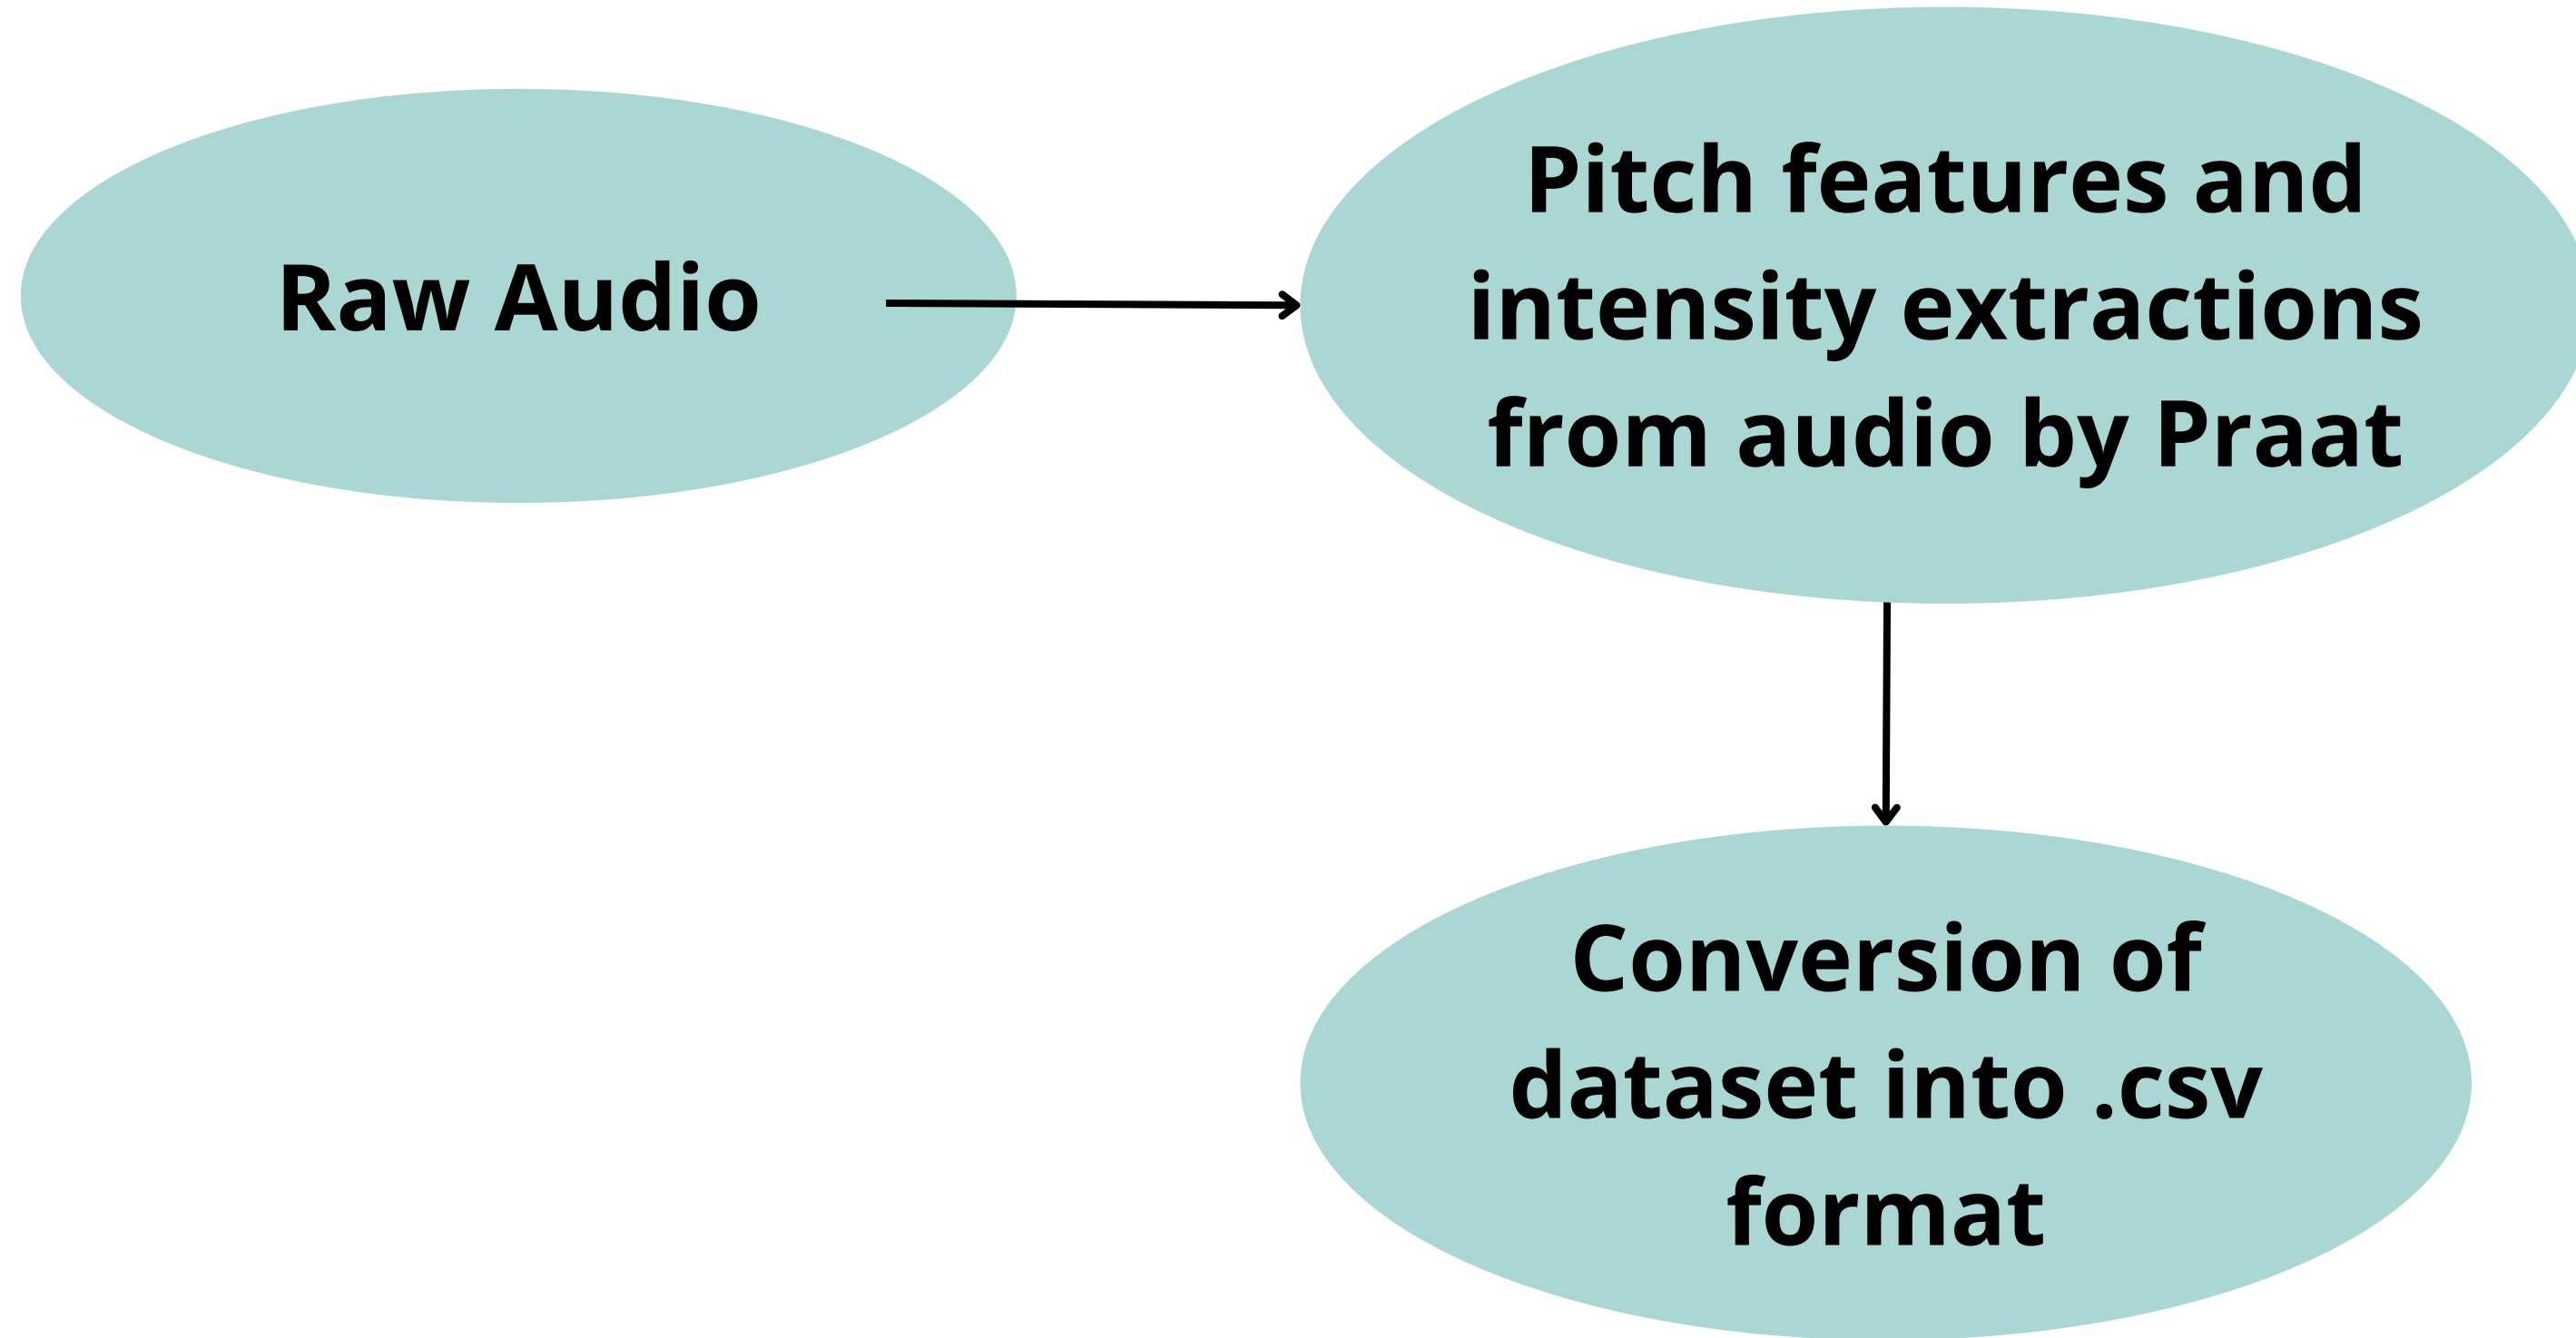 Raw Audio
Pitch features and
intensity extractions
from audio by Praat
Conversion of
dataset into .csv
format